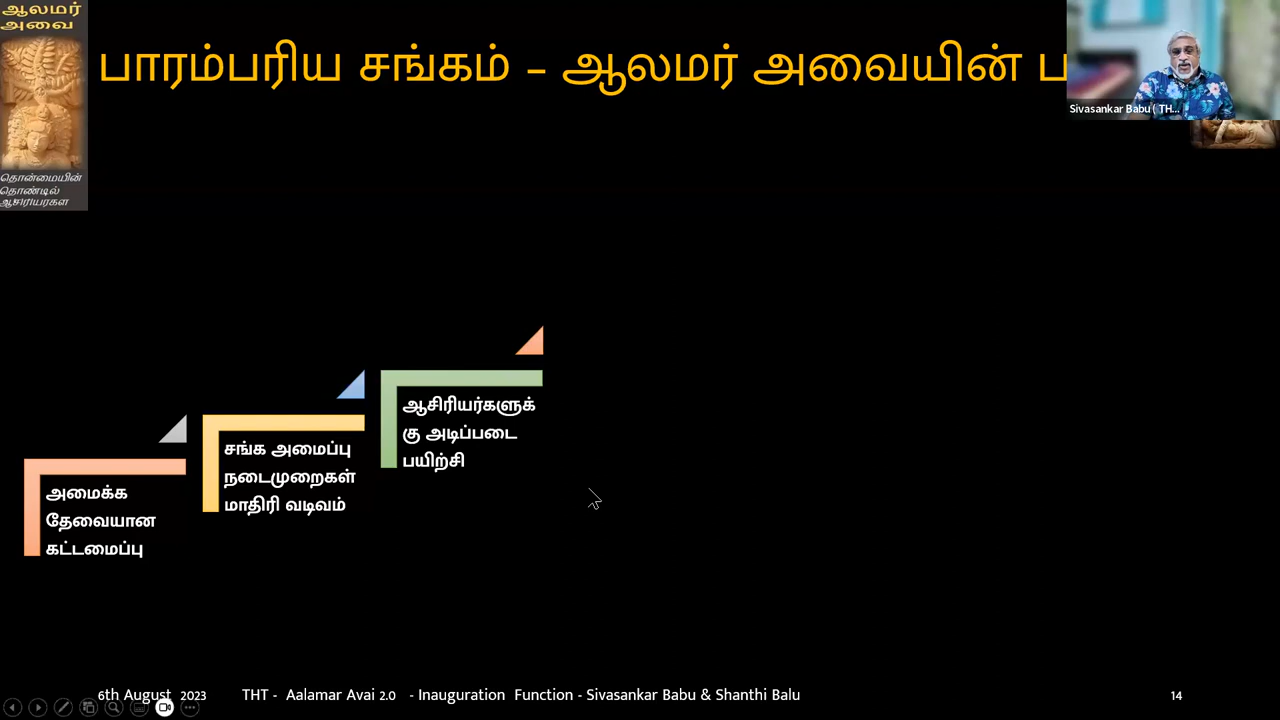 ஆலமர்
அவை
பாரம்பரிய சங்கம் – ஆலமர் அவையின் ப
Sivasankar Babu ( TH...
தொன்மையின்
தொண்டில்
ஆசிரியர்கள்
ஆசிரியர்களுக்
கு அடிப்படை
பயிற்சி
சங்க அமைப்பு
நடைமுறைகள்
மாதிரி வடிவம்
அமைக்க
தேவையான
கட்டமைப்பு
6th August 2023 THT - Aalamar Avai 2.0 - Inauguration Function - Sivasankar Babu & Shanthi Balu 14